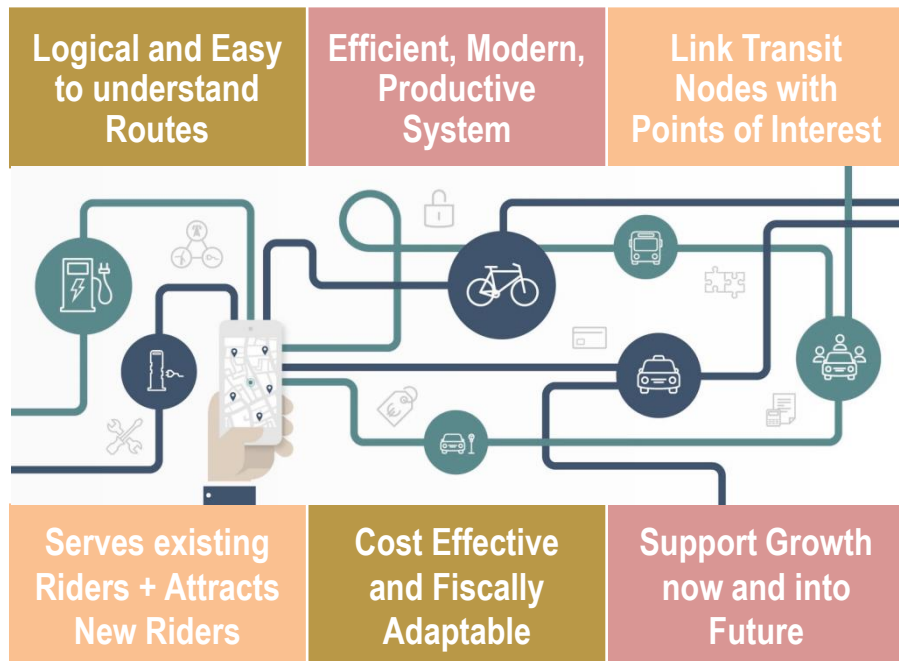 Logical and Easy
to understand
Routes
Efficient, Modern,
Productive
System
Link Transit
Nodes with
Points of Interest
Serves existing
Riders + Attracts
New Riders
Cost Effective
and Fiscally
Adaptable
Support Growth
now and into
Future